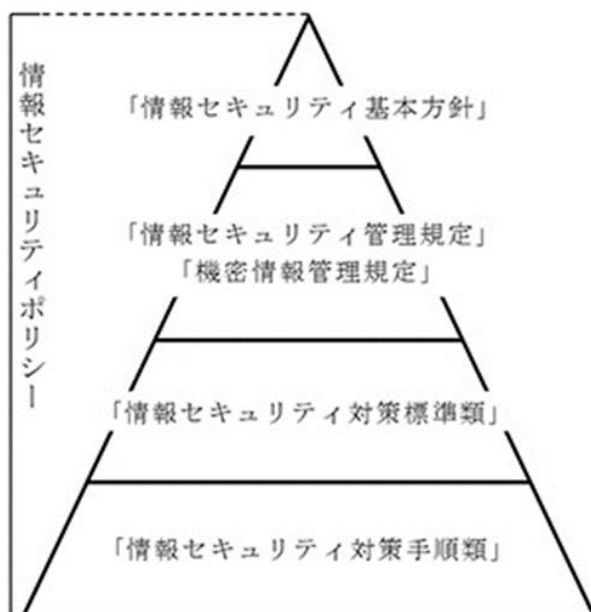 情報セキュリティポリシー
「情報セキュリティ基本方針」
「情報セキュリティ管理規定」
「機密情報管理規定」
「情報セキュリティ対策標準類」
「情報セキュリティ対策手順類」